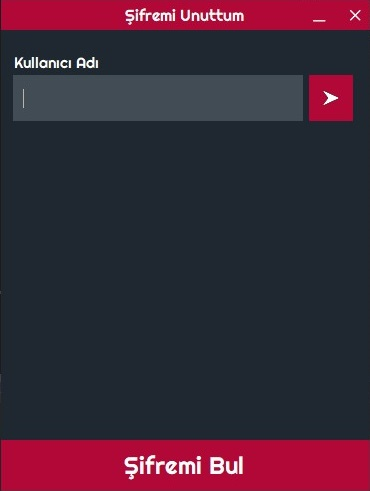 Şifremi Unuttum
Kullanıcı Adı
Şifremi Bul